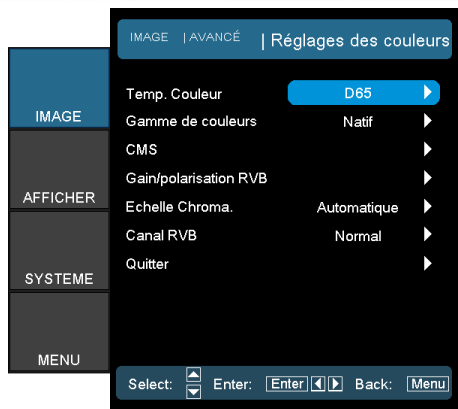 IMAGE | AVANCÉ | Réglages des couleurs
Temp. Couleur D65
IMAGE
Gamme de couleurs Natif
CMS
Gain/polarisation RVB
AFFICHER
Echelle Chroma. Automatique
Canal RVB Normal
Quitter
SYSTEME
MENU
Select: Enter: Enter Back: Menu